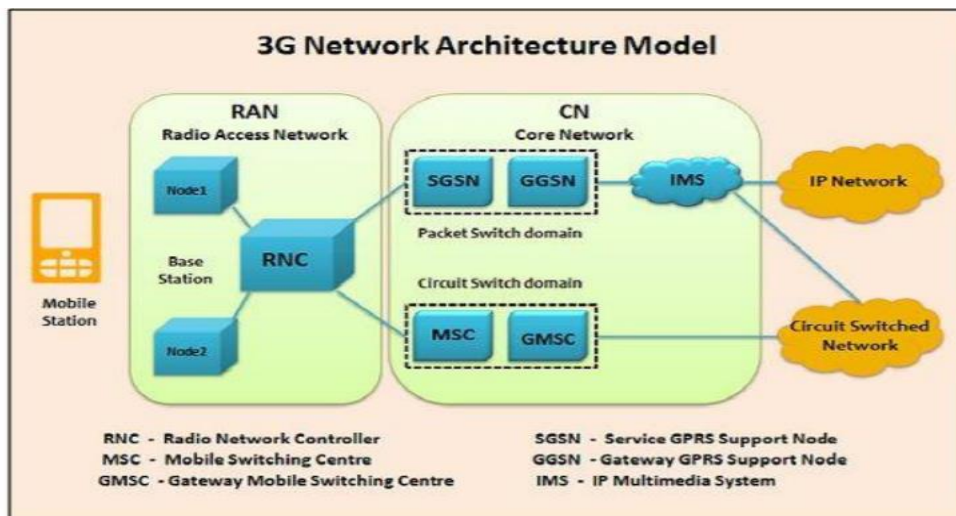 3G Network Architecture Model
RAN
Radio Access Network
CN
Core Network
Node1
SGSN
GGSN
IMS
IP Network
Packet Switch domain
Base
Station
RNC
Mobile
Station
Circuit Switch domain
Node2
MSC
GMSC
Circuit Switched
Network
RNC - Radio Network Controller
MSC - Mobile Switching Centre
GMSC - Gateway Mobile Switching Centre
SGSN - Service GPRS Support Node
GGSN - Gateway GPRS Support Node
IMS - IP Multimedia System